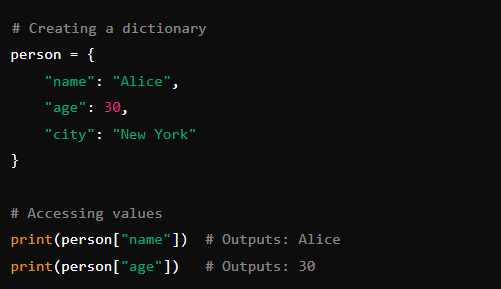 # Creating a dictionary
person = {
    "name": "Alice",
    "age": 30,
    "city": "New York"
}

# Accessing values
print(person["name"])  # Outputs: Alice
print(person["age"])   # Outputs: 30